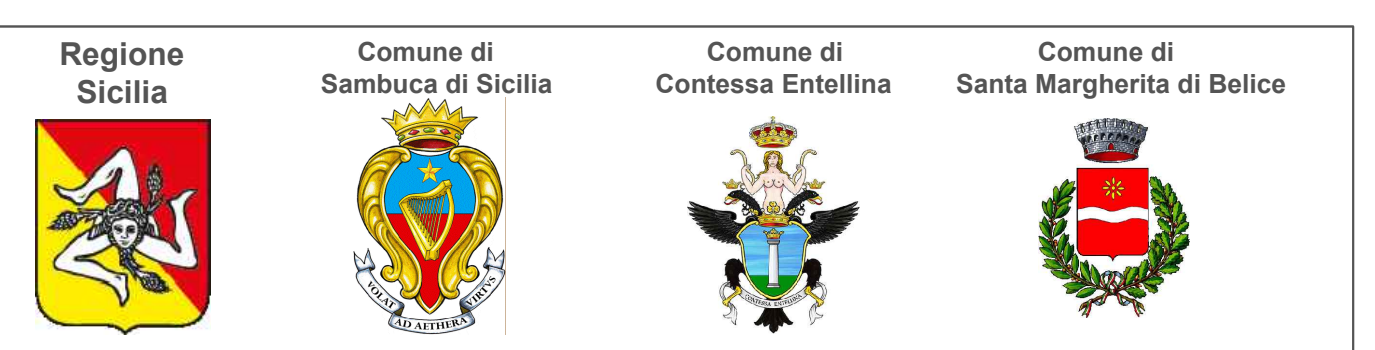 Regione
Sicilia
Comune di
Sambuca di Sicilia
Comune di
Contessa Entellina
Comune di
Santa Margherita di Belice
VOLAT
AD AETHERA
VIRTVS
CONTESSA ENTELLINA